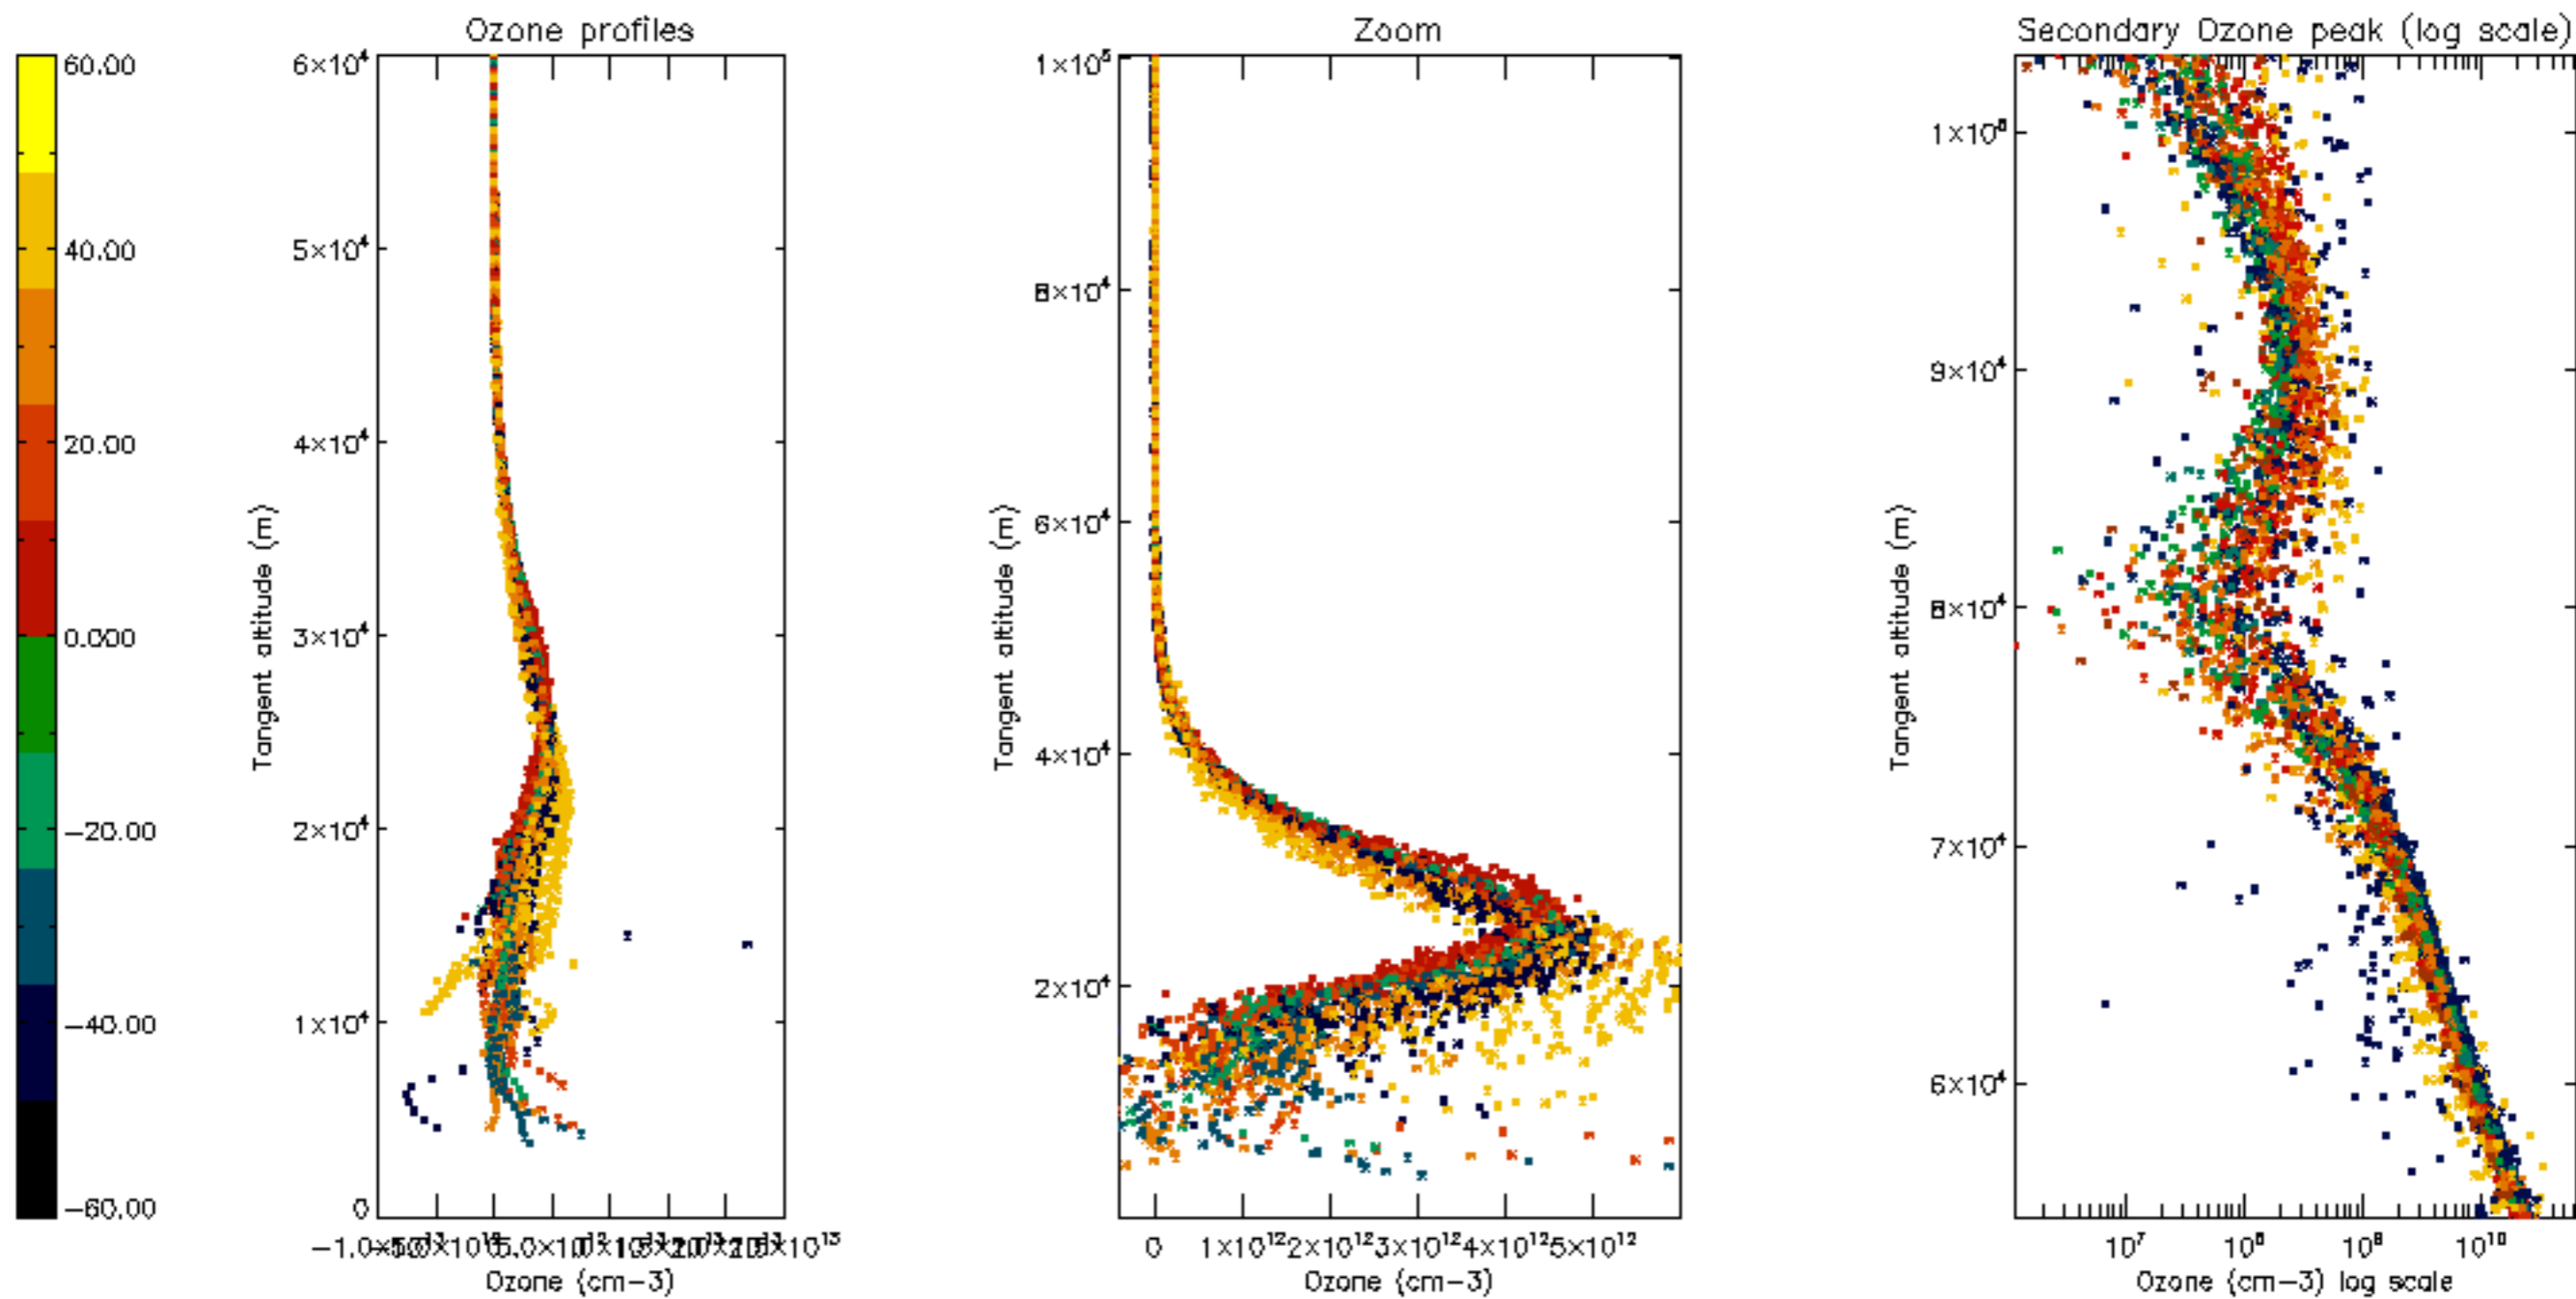 Ozone profiles
Zoom
Secondary Ozone peak (log scale)
60.00
40.00
20.00
0.000
-20.00
-40.00
-60.00
6×10⁴
5×10⁴
4×10⁴
3×10⁴
2×10⁴
1×10⁴
0
Tangent altitude (m)
Ozone (cm-3)
1×10⁵
8×10⁴
6×10⁴
4×10⁴
2×10⁴
Tangent altitude (m)
0 1×10¹² 2×10¹² 3×10¹² 4×10¹² 5×10¹²
Ozone (cm-3)
9×10⁴
8×10⁴
7×10⁴
6×10⁴
Tangent altitude (m)
10⁷ 10⁸ 10⁹ 10¹⁰
Ozone (cm-3) log scale